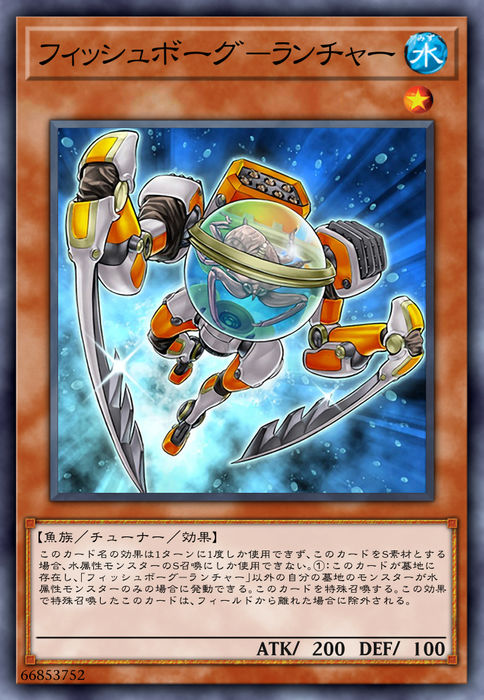 フィッシュボーグ－ランチャー
みず
水
【魚族／チューナー／効果】
このカード名の効果は1ターンに1度しか使用できず、このカードをS素材とする
場合、水属性モンスターのS召喚にしか使用できない。①：このカードが墓地に
存在し、「フィッシュボーグ－ランチャー」以外の自分の墓地のモンスターが水
属性モンスターのみの場合に発動できる。このカードを特殊召喚する。この効果
で特殊召喚したこのカードは、フィールドから離れた場合に除外される。
ATK/ 200 DEF/ 100
66853752